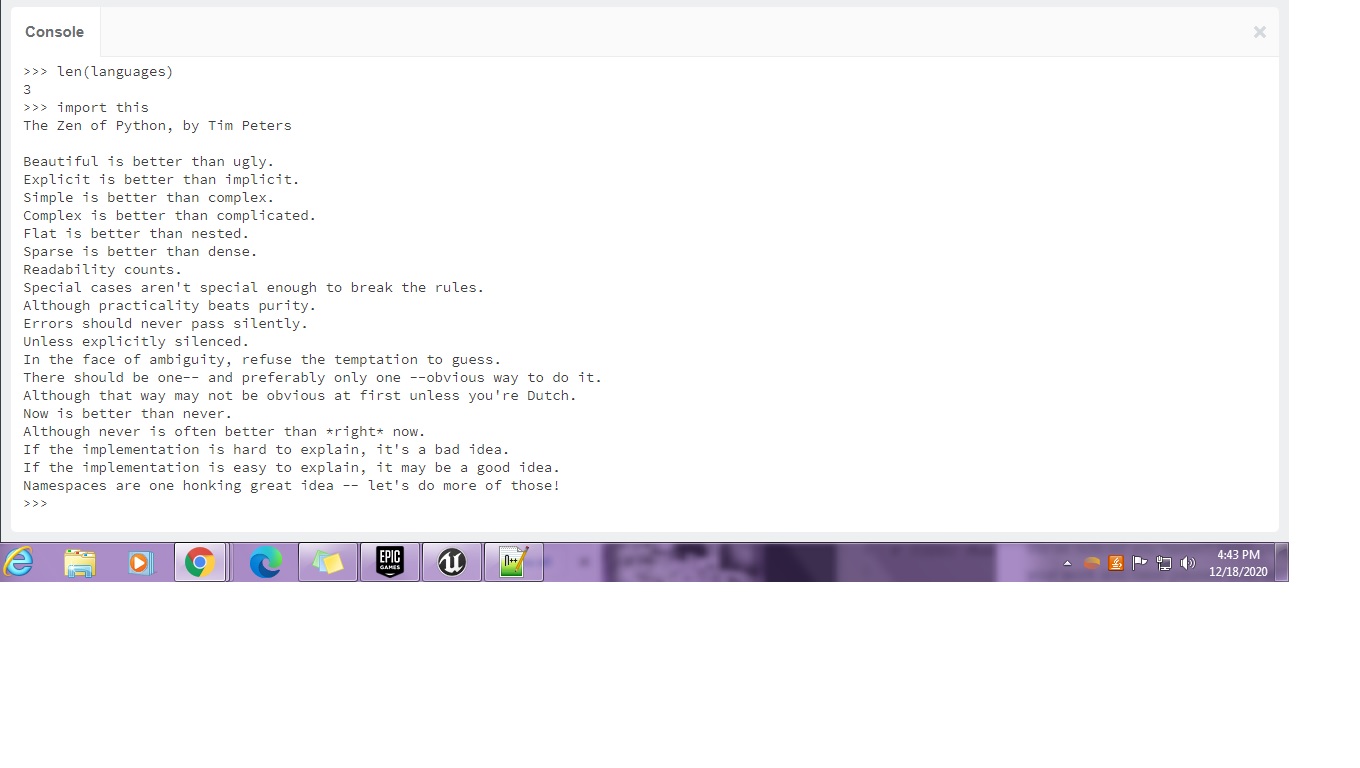 Console
>>> len(languages)
3
>>> import this
The Zen of Python, by Tim Peters
Beautiful is better than ugly.
Explicit is better than implicit.
Simple is better than complex.
Complex is better than complicated.
Flat is better than nested.
Sparse is better than dense.
Readability counts.
Special cases aren't special enough to break the rules.
Although practicality beats purity.
Errors should never pass silently.
Unless explicitly silenced.
In the face of ambiguity, refuse the temptation to guess.
There should be one-- and preferably only one --obvious way to do it.
Although that way may not be obvious at first unless you're Dutch.
Now is better than never.
Although never is often better than *right* now.
If the implementation is hard to explain, it's a bad idea.
If the implementation is easy to explain, it may be a good idea.
Namespaces are one honking great idea -- let's do more of those!
>>>
EPIC
GAMES
4:43 PM
12/18/2020